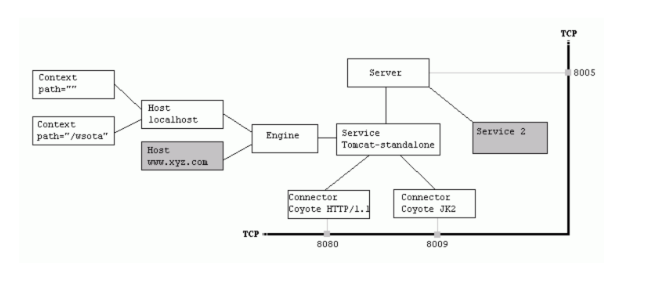 TCP
8005
Server
Context
path=""
Host
localhost
Context
path="/wsota"
Engine
Service
Tomcat-standalone
Service 2
Host
www.xyz.com
Connector
Coyote HTTP/1.1
Connector
Coyote JK2
TCP
8080
8009